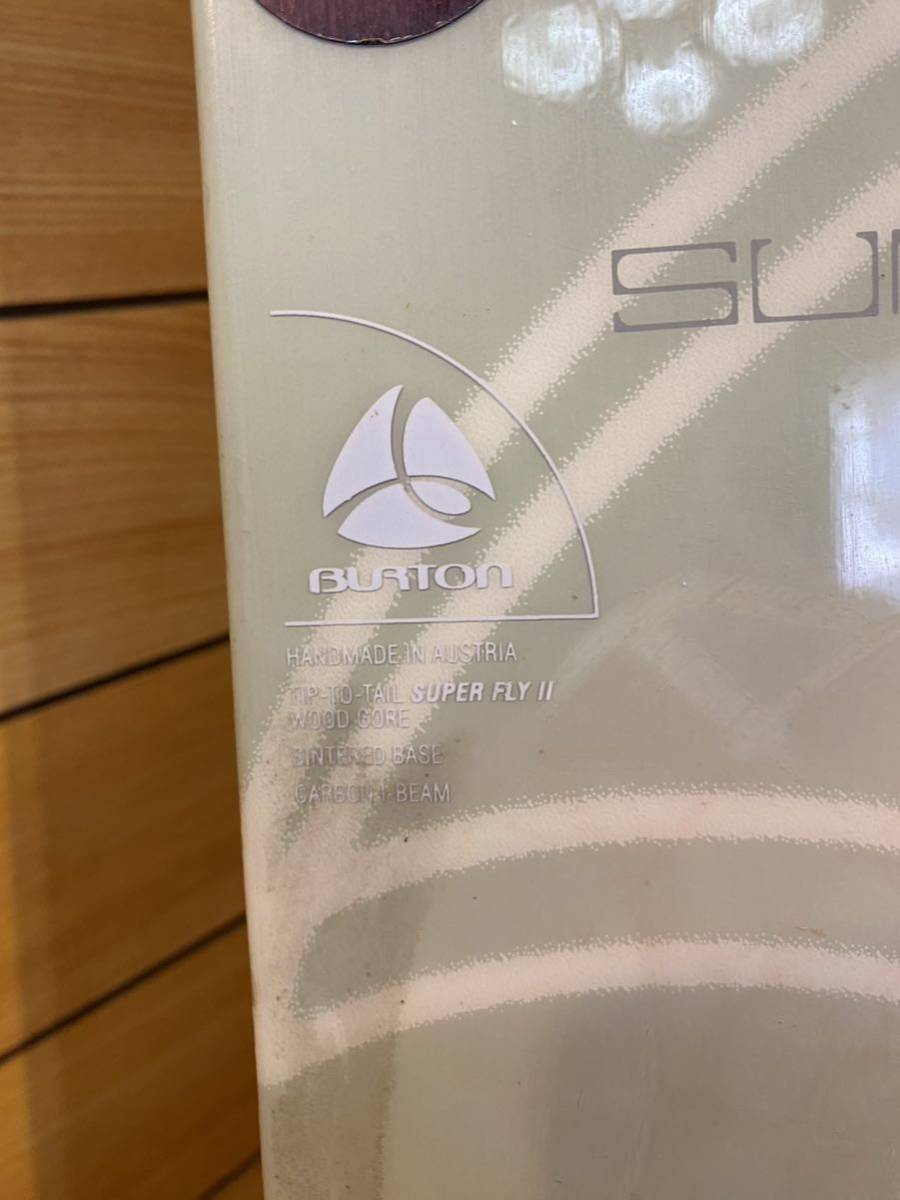 SU
BURTON
HANDMADE IN AUSTRIA
TIP-TO-TAIL SUPER FLY II
WOOD CORE
SINTERED BASE
CARBON I-BEAM